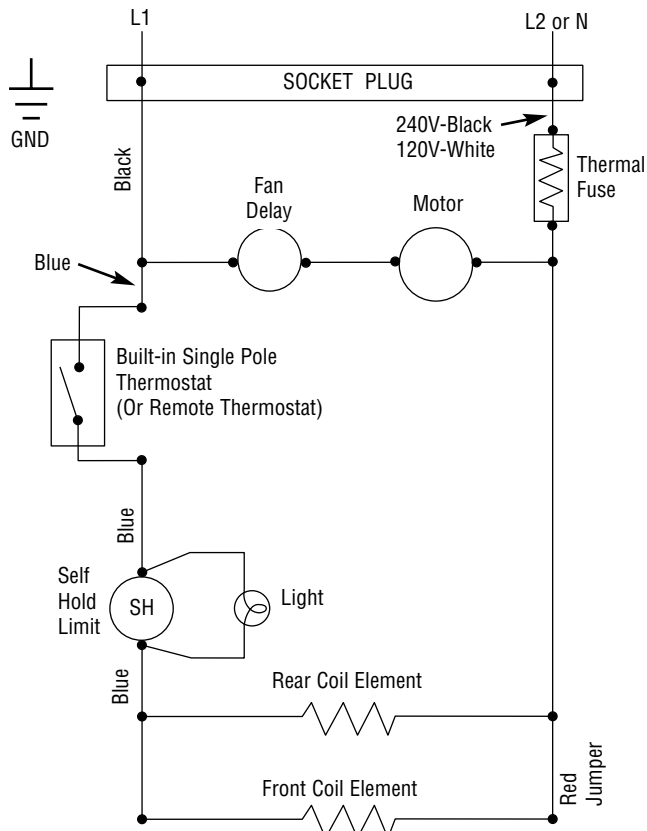 L1
L2 or N
SOCKET PLUG
GND
240V-Black
120V-White
Black
Thermal
Fuse
Fan
Delay
Motor
Blue
Built-in Single Pole
Thermostat
(Or Remote Thermostat)
Blue
Self
Hold
Limit
SH
Light
Blue
Rear Coil Element
Front Coil Element
Red
Jumper